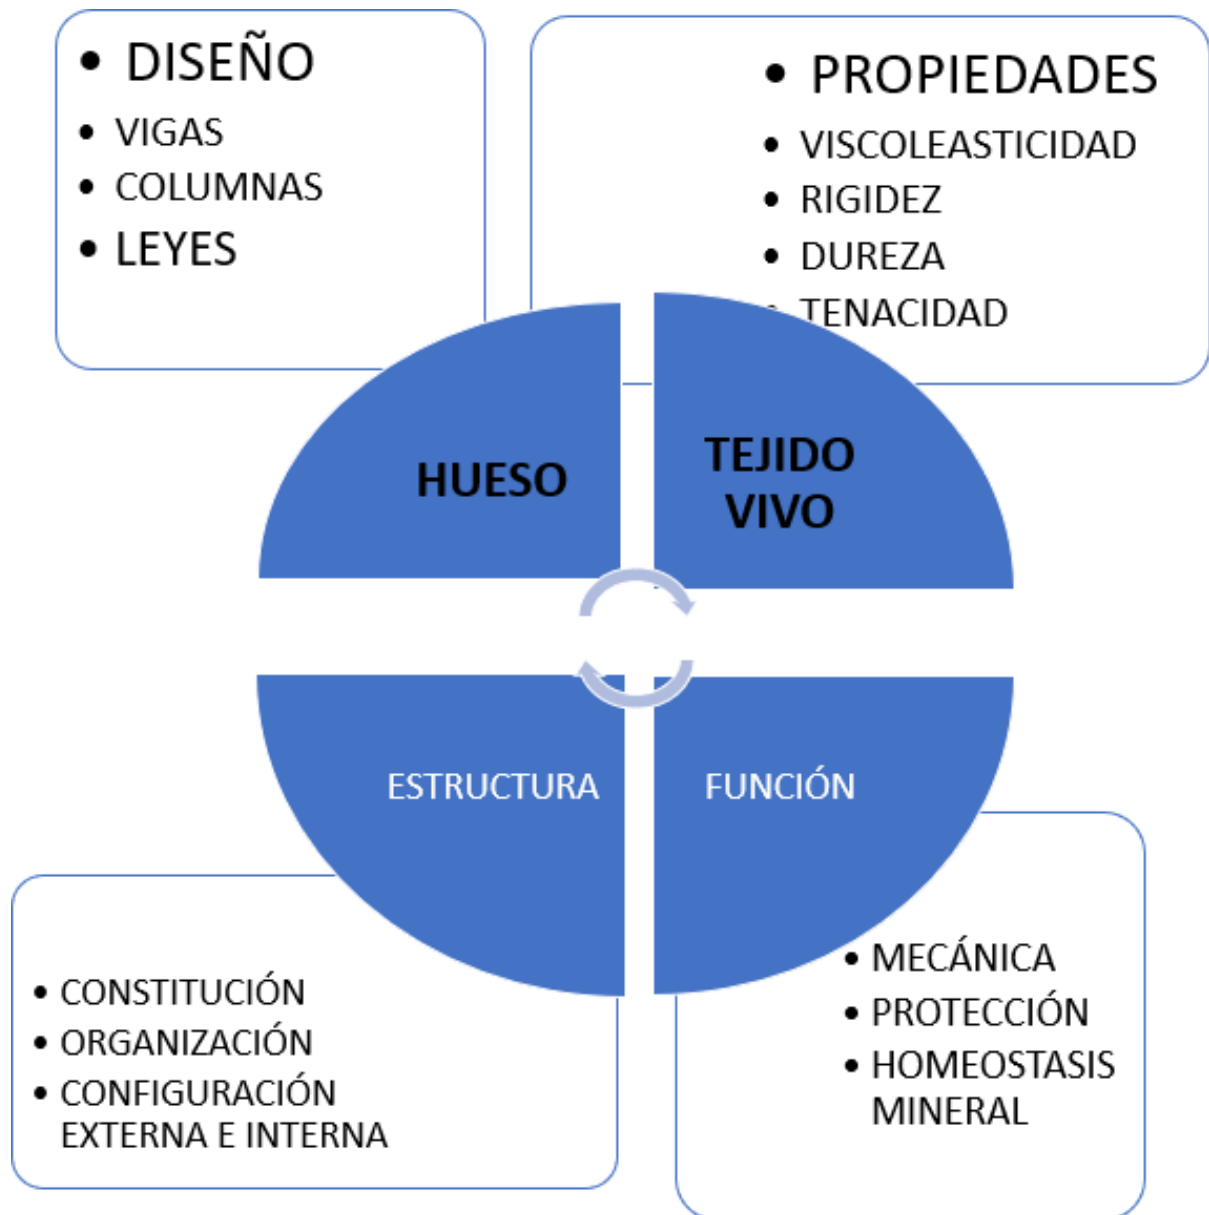 • DISEÑO
• VIGAS
• COLUMNAS
• LEYES
• PROPIEDADES
• VISCOLEASTICIDAD
• RIGIDEZ
• DUREZA
• TENACIDAD
HUESO
TEJIDO
VIVO
ESTRUCTURA
FUNCIÓN
• CONSTITUCIÓN
• ORGANIZACIÓN
• CONFIGURACIÓN
EXTERNA E INTERNA
• MECÁNICA
• PROTECCIÓN
• HOMEOSTASIS
MINERAL